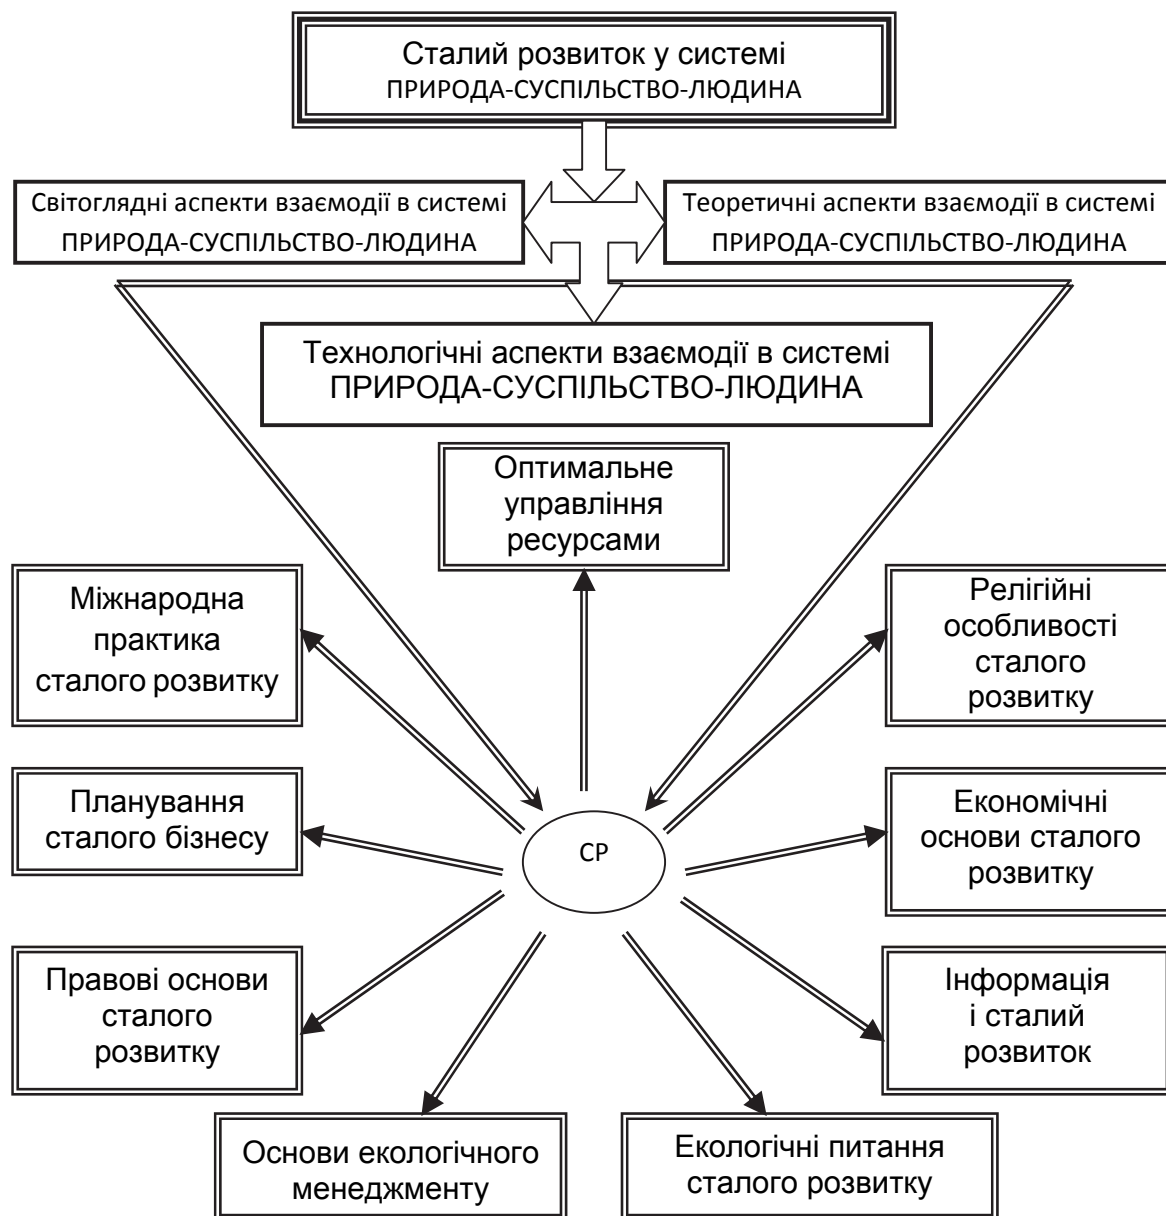 Сталий розвиток у системі
ПРИРОДА-СУСПІЛЬСТВО-ЛЮДИНА
Світоглядні аспекти взаємодії в системі
ПРИРОДА-СУСПІЛЬСТВО-ЛЮДИНА
Теоретичні аспекти взаємодії в системі
ПРИРОДА-СУСПІЛЬСТВО-ЛЮДИНА
Технологічні аспекти взаємодії в системі
ПРИРОДА-СУСПІЛЬСТВО-ЛЮДИНА
Оптимальне
управління
ресурсами
Міжнародна
практика
сталого розвитку
Релігійні
особливості
сталого
розвитку
Планування
сталого бізнесу
СР
Економічні
основи сталого
розвитку
Правові основи
сталого
розвитку
Інформація
і сталий
розвиток
Основи екологічного
менеджменту
Екологічні питання
сталого розвитку